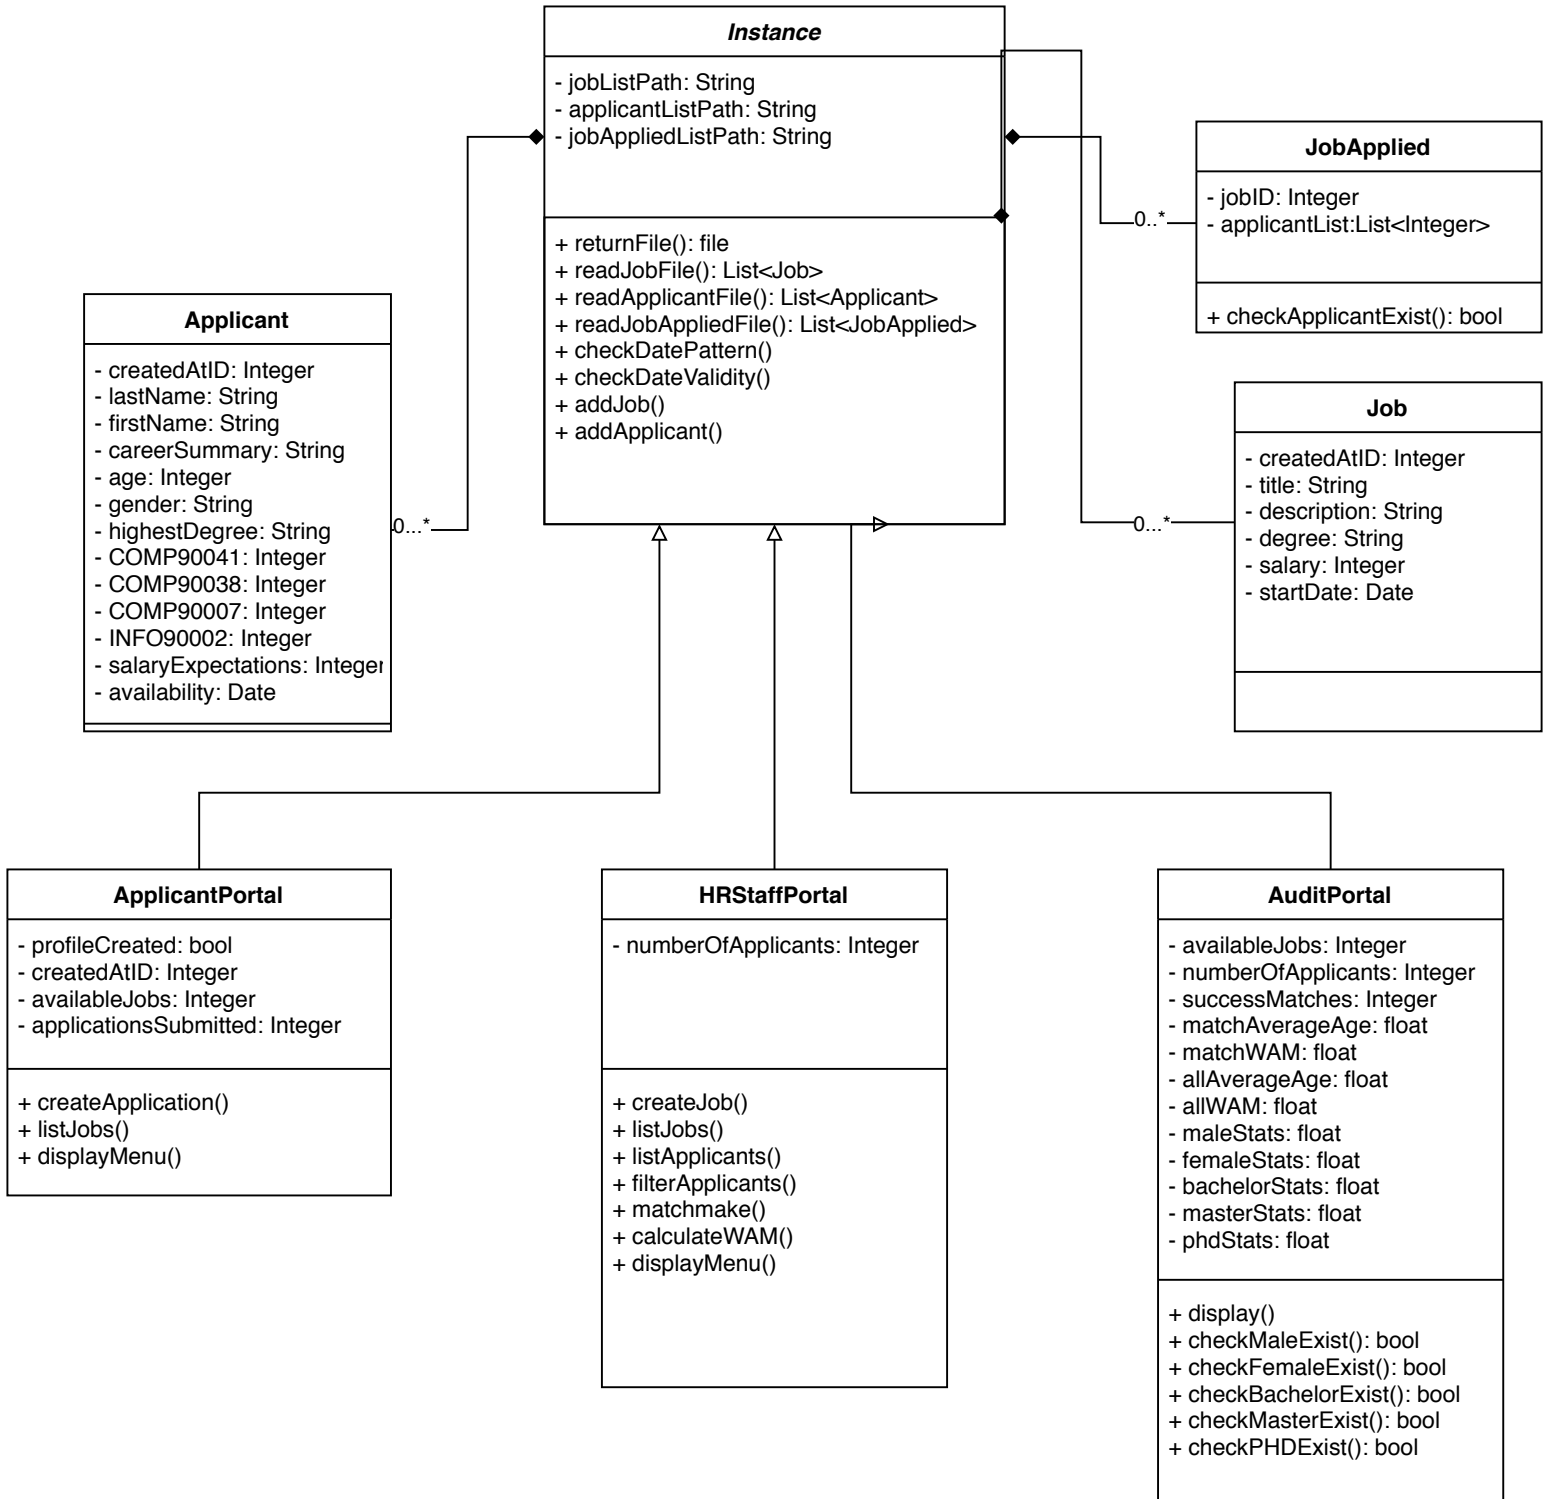 Instance
- jobListPath: String
- applicantListPath: String
- jobAppliedListPath: String
+ returnFile(): file
+ readJobFile(): List<Job>
+ readApplicantFile(): List<Applicant>
+ readJobAppliedFile(): List<JobApplied>
+ checkDatePattern()
+ checkDateValidity()
+ addJob()
+ addApplicant()
JobApplied
- jobID: Integer
- applicantList:List<Integer>
+ checkApplicantExist(): bool
0..*
Applicant
- createdAtID: Integer
- lastName: String
- firstName: String
- careerSummary: String
- age: Integer
- gender: String
- highestDegree: String
- COMP90041: Integer
- COMP90038: Integer
- COMP90007: Integer
- INFO90002: Integer
- salaryExpectations: Integer
- availability: Date
0...*
Job
- createdAtID: Integer
- title: String
- description: String
- degree: String
- salary: Integer
- startDate: Date
0...*
ApplicantPortal
- profileCreated: bool
- createdAtID: Integer
- availableJobs: Integer
- applicationsSubmitted: Integer
+ createApplication()
+ listJobs()
+ displayMenu()
HRStaffPortal
- numberOfApplicants: Integer
+ createJob()
+ listJobs()
+ listApplicants()
+ filterApplicants()
+ matchmake()
+ calculateWAM()
+ displayMenu()
AuditPortal
- availableJobs: Integer
- numberOfApplicants: Integer
- successMatches: Integer
- matchAverageAge: float
- matchWAM: float
- allAverageAge: float
- allWAM: float
- maleStats: float
- femaleStats: float
- bachelorStats: float
- masterStats: float
- phdStats: float
+ display()
+ checkMaleExist(): bool
+ checkFemaleExist(): bool
+ checkBachelorExist(): bool
+ checkMasterExist(): bool
+ checkPHDExist(): bool